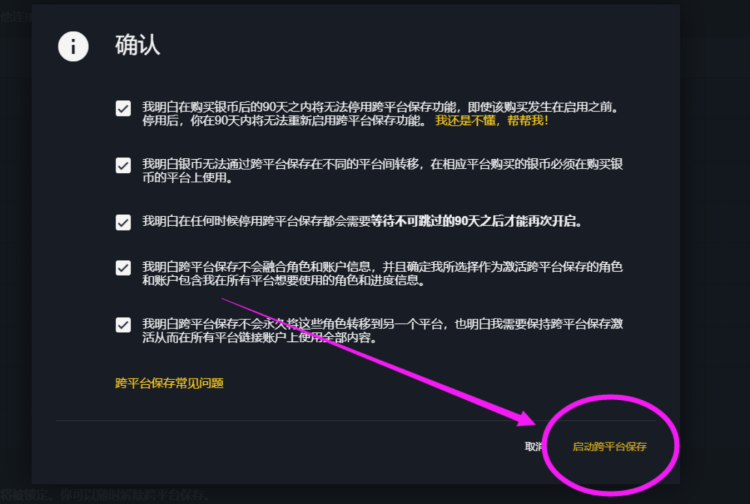 确认
我明白在购买银币后的90天之内将无法停用跨平台保存功能，即使该购买发生在启用之前。
停用后，你在90天内将无法重新启用跨平台保存功能。 我还是不懂，帮帮我！
我明白银币无法通过跨平台保存在不同的平台间转移，在相应平台购买的银币必须在购买银
币的平台上使用。
我明白在任何时候停用跨平台保存都会需要等待不可跳过的90天之后才能再次开启。
我明白跨平台保存不会融合角色和账户信息，并且确定我所选择作为激活跨平台保存的角色
和账户包含我在所有平台想要使用的角色和进度信息。
我明白跨平台保存不会永久将这些角色转移到另一个平台，也明白我需要保持跨平台保存激
活从而在所有平台链接账户上使用全部内容。
跨平台保存常见问题
取消 启动跨平台保存
你可以随时解除跨平台保存。